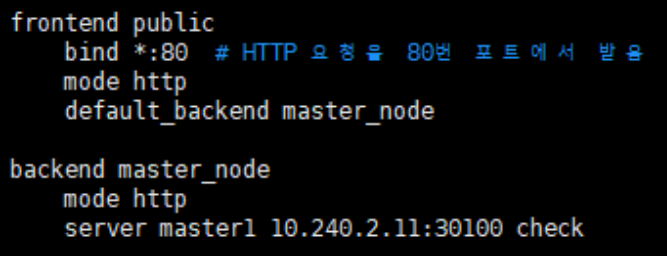 frontend public
    bind *:80  # HTTP 요청을 80번 포트에서 받음
    mode http
    default_backend master_node

backend master_node
    mode http
    server master1 10.240.2.11:30100 check